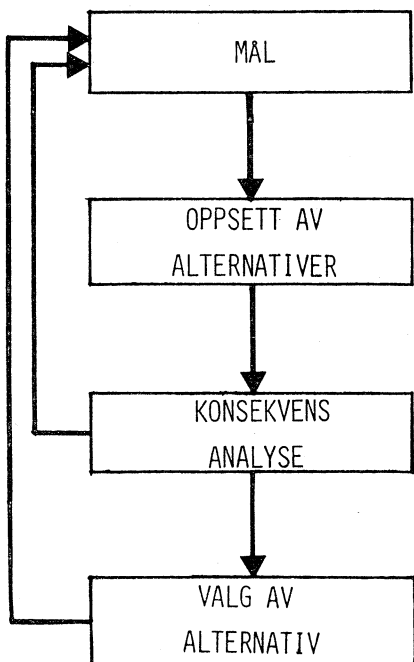 MÅL
OPPSETT AV
ALTERNATIVER
KONSEKVENS
ANALYSE
VALG AV
ALTERNATIV